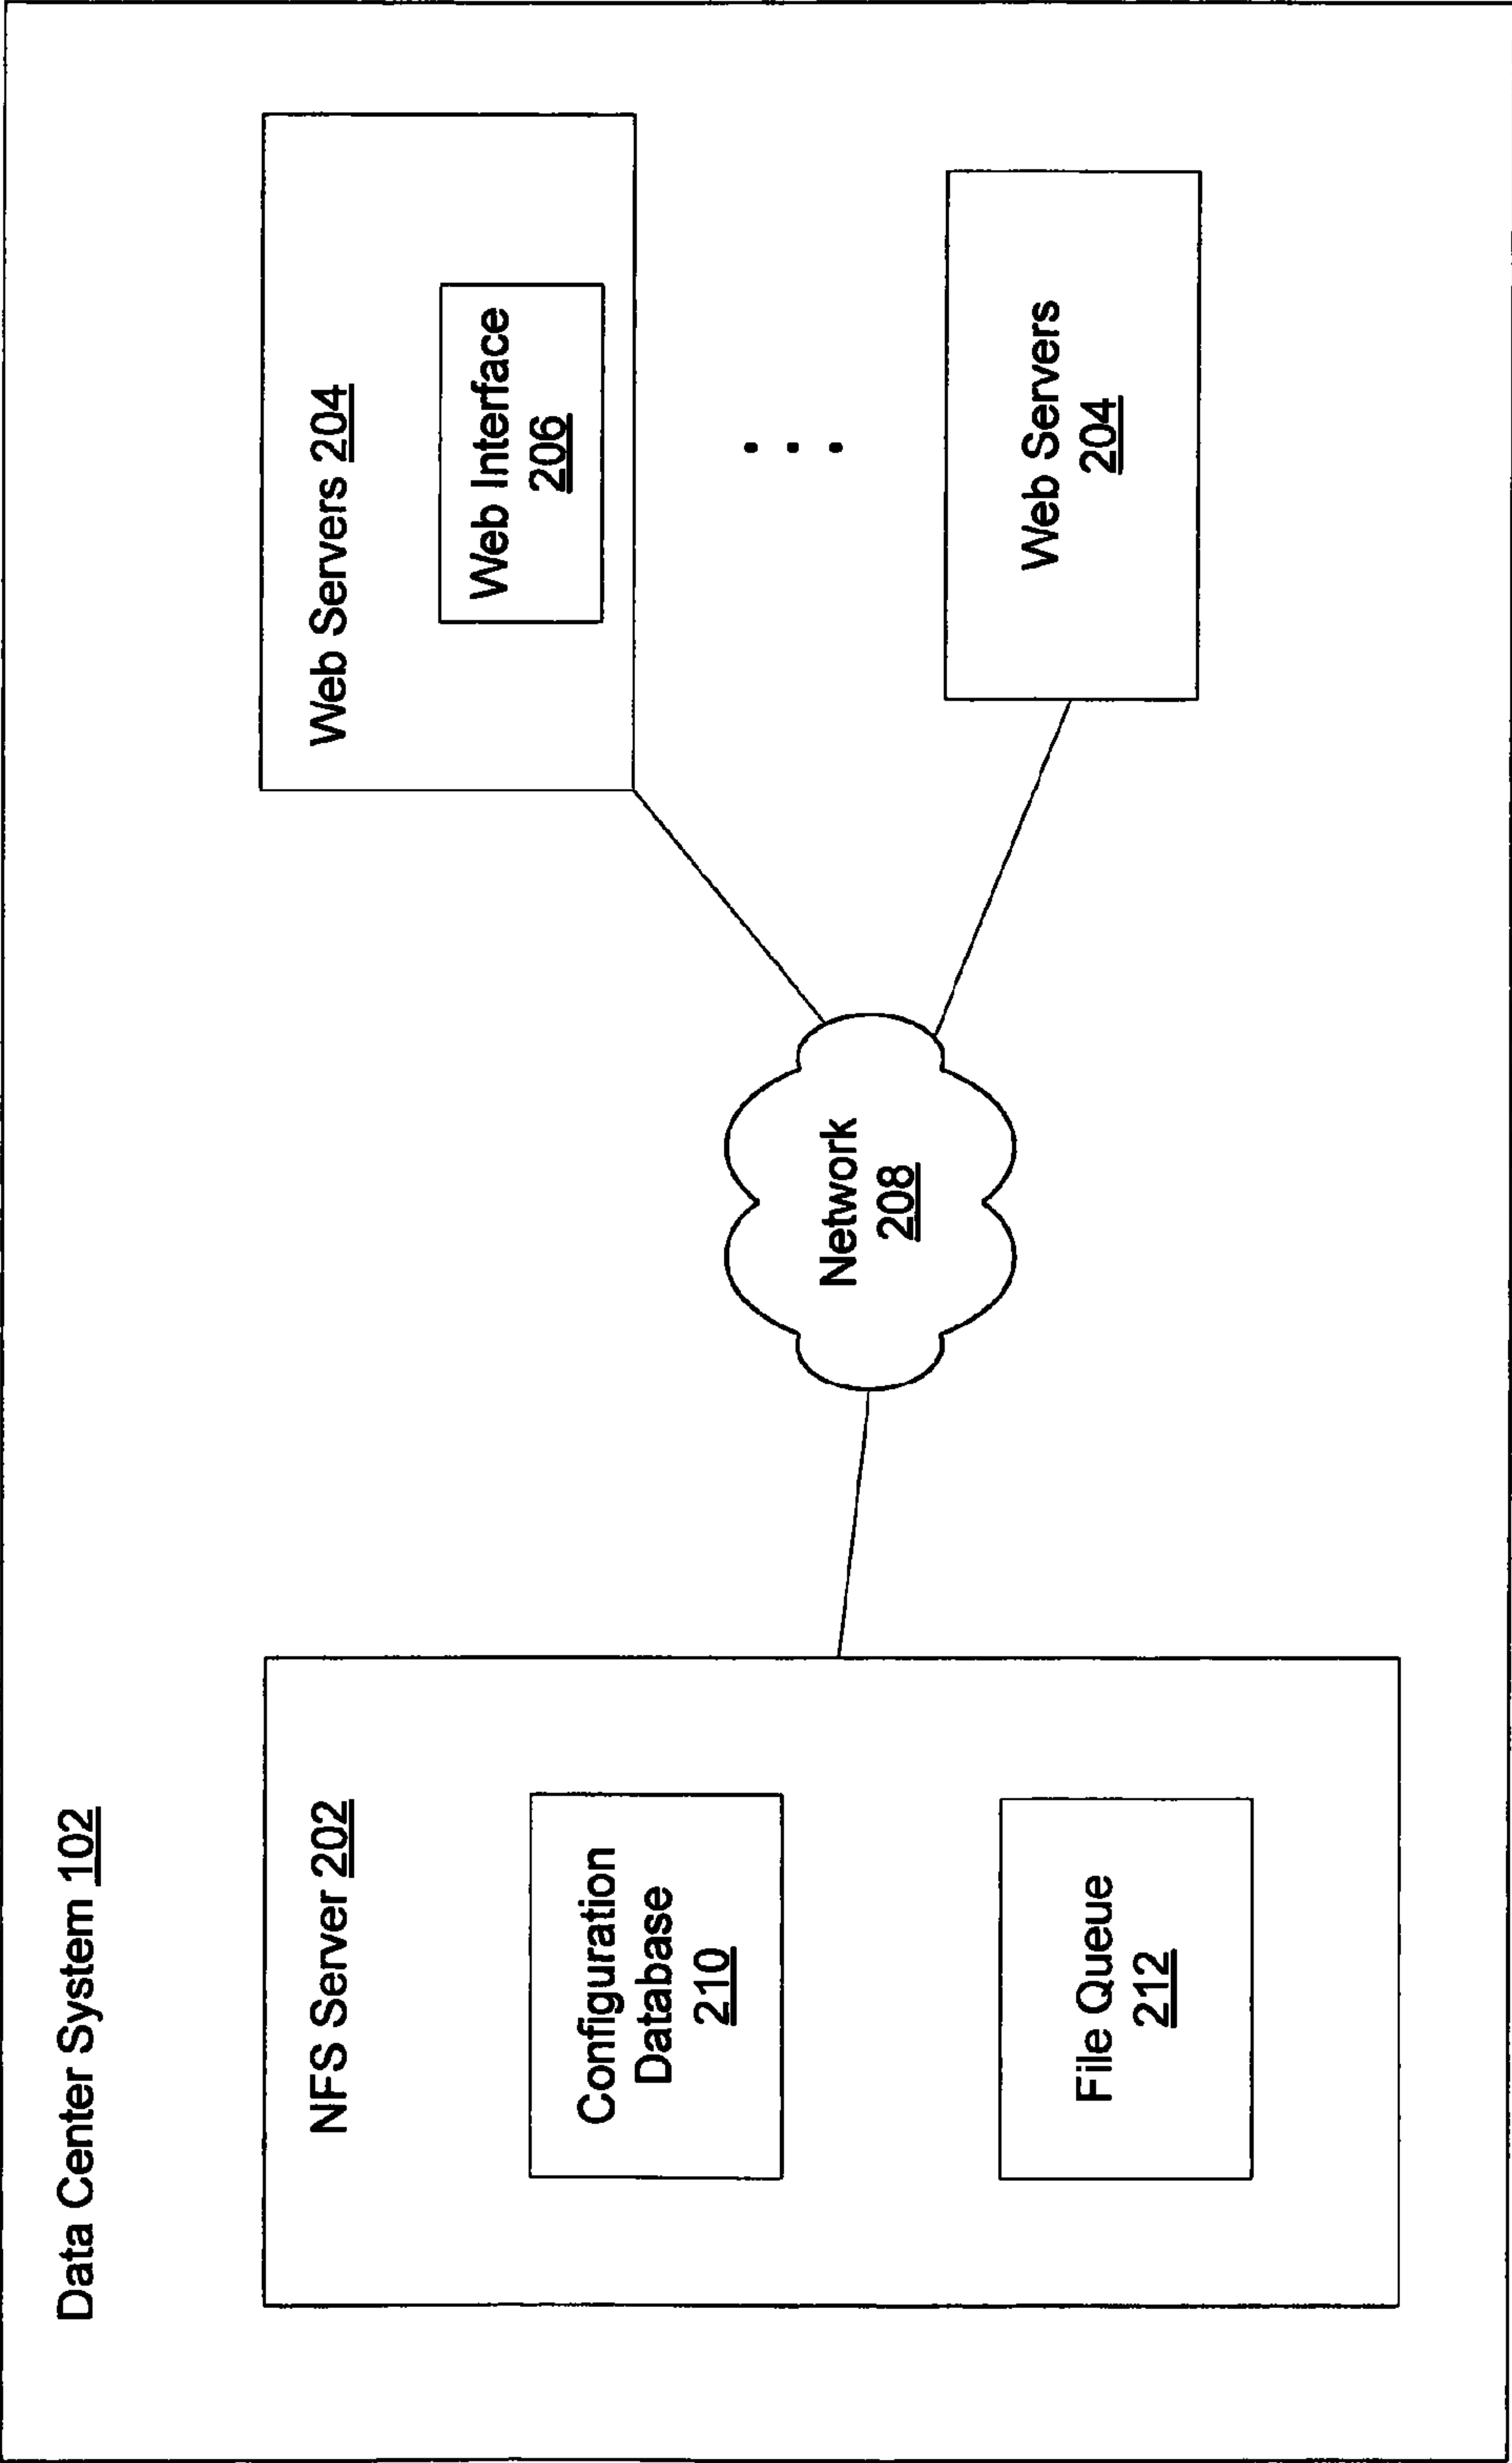 Data Center System 102
NFS Server 202
Configuration
Database
210
File Queue
212
Network
208
Web Servers 204
Web Interface
206
. . .
Web Servers
204